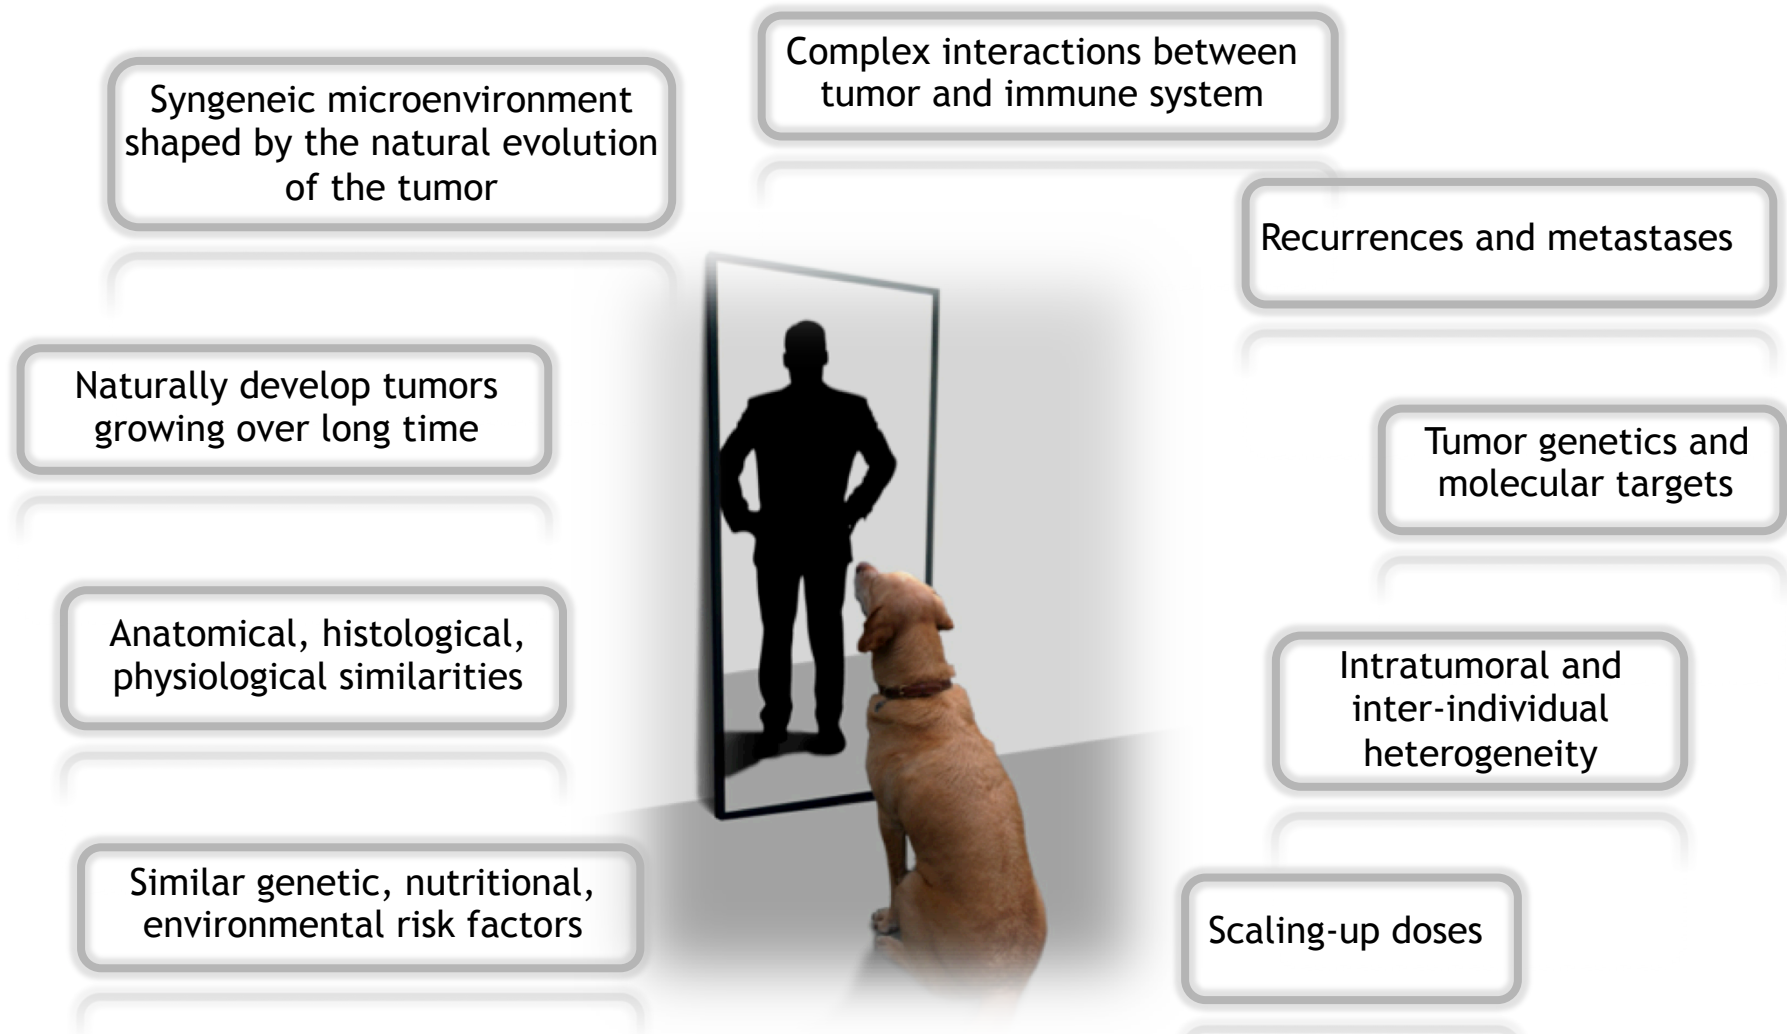 Complex interactions between
tumor and immune system
Syngeneic microenvironment
shaped by the natural evolution
of the tumor
Recurrences and metastases
Naturally develop tumors
growing over long time
Tumor genetics and
molecular targets
Anatomical, histological,
physiological similarities
Intratumoral and
inter-individual
heterogeneity
Similar genetic, nutritional,
environmental risk factors
Scaling-up doses